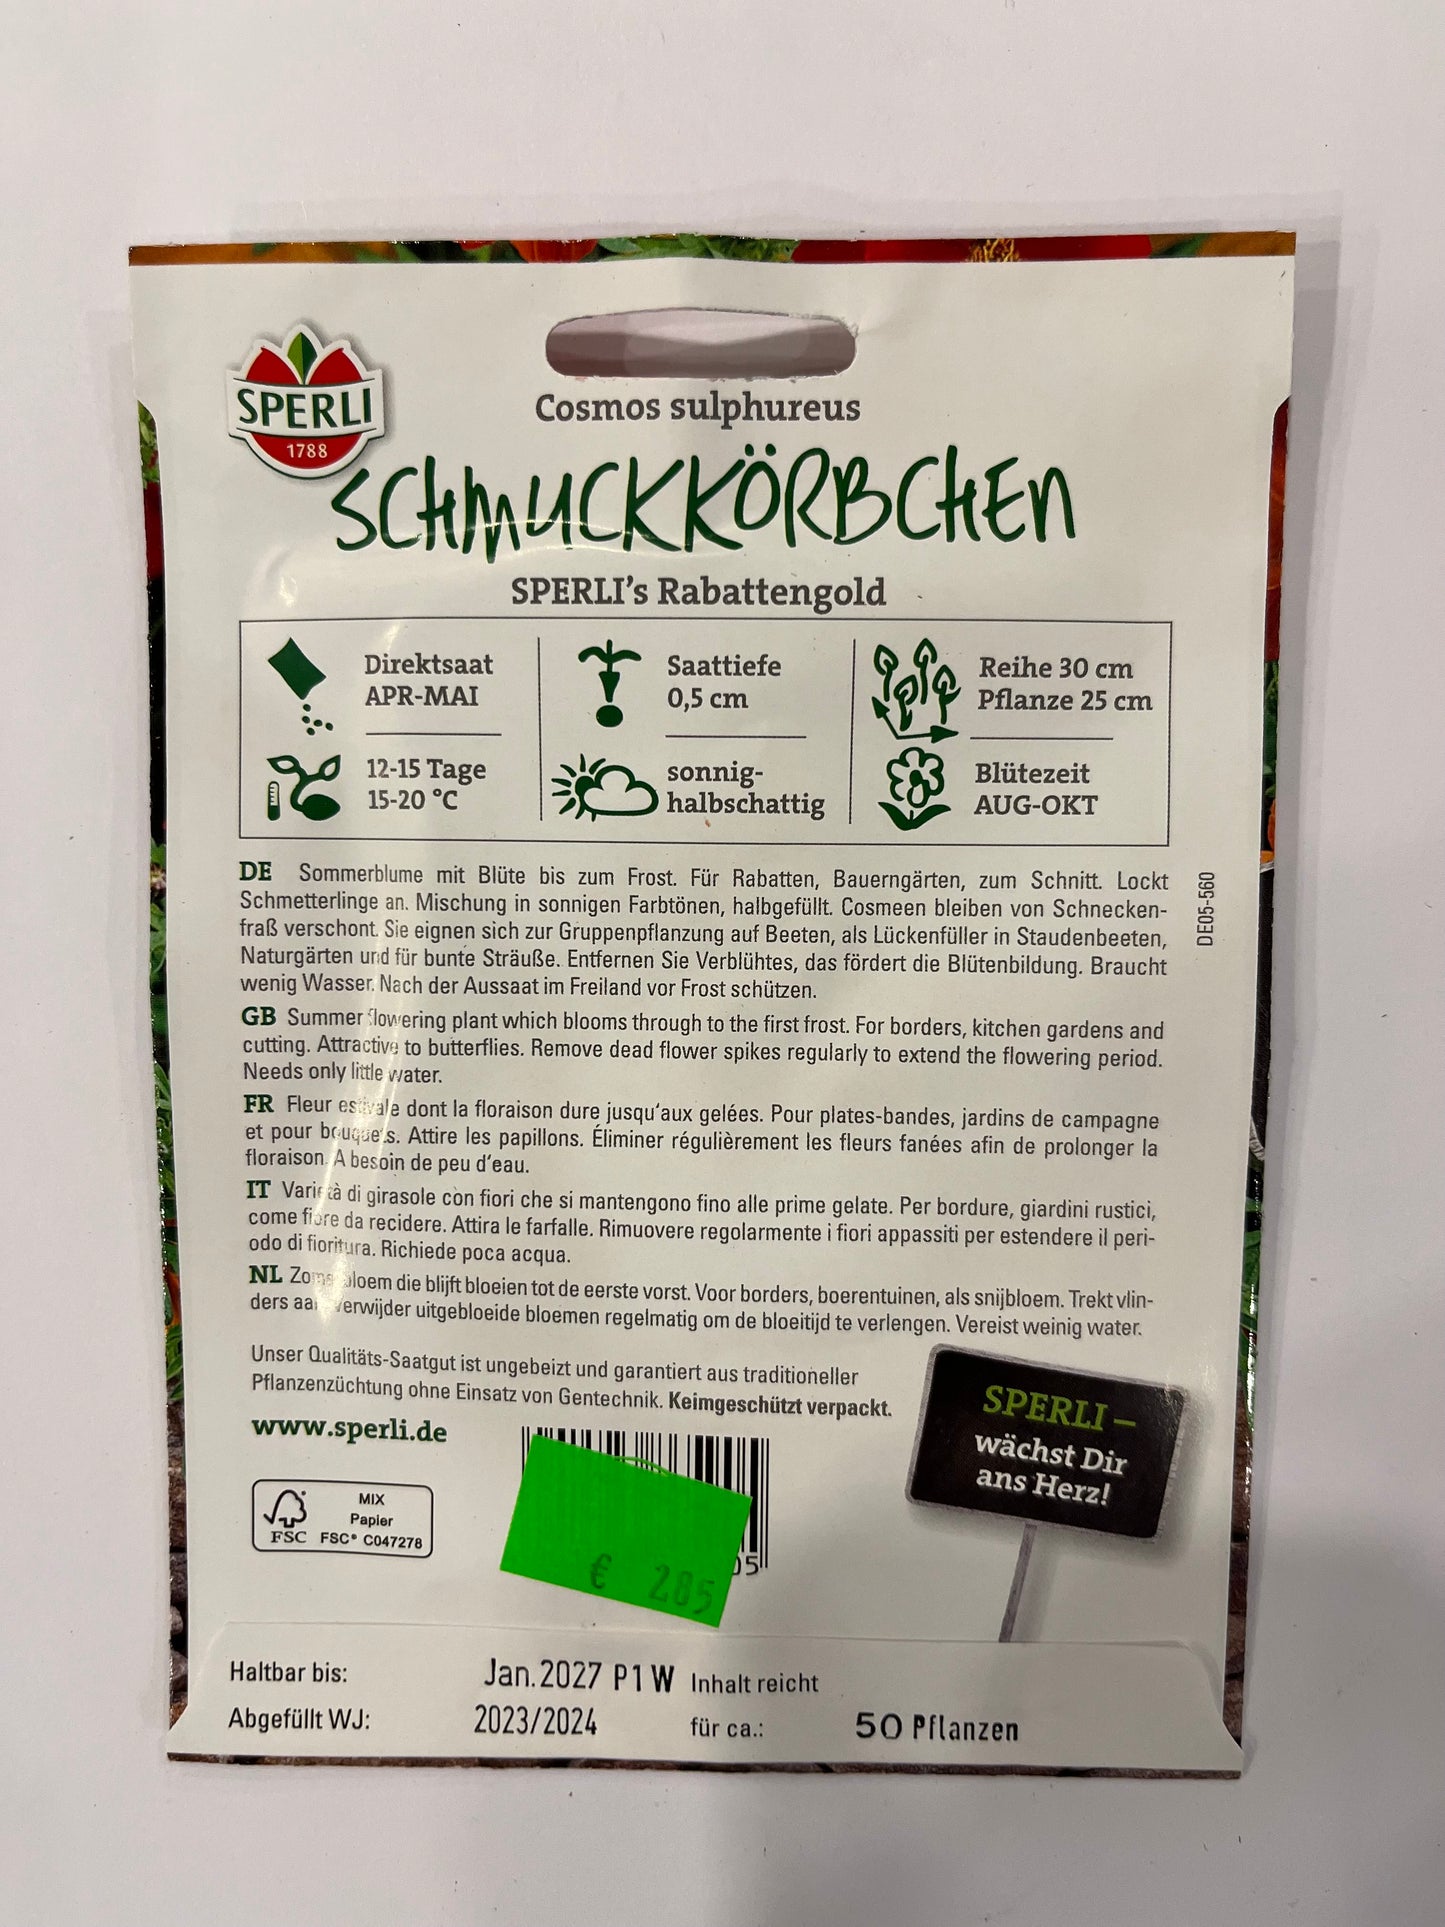 SPERLI
1788
Cosmos sulphureus
SCHMUCKKÖRBCHEN
SPERLI's Rabattengold
Direktsaat
APR-MAI
Saattiefe
0,5 cm
Reihe 30 cm
Pflanze 25 cm
12-15 Tage
15-20 °C
sonnig-
halbschattig
Blütezeit
AUG-OKT
DE Sommerblume mit Blüte bis zum Frost. Für Rabatten, Bauerngärten, zum Schnitt. Lockt
Schmetterlinge an. Mischung in sonnigen Farbtönen, halbgefüllt. Cosmeen bleiben von Schnecken-
fraß verschont. Sie eignen sich zur Gruppenpflanzung auf Beeten, als Lückenfüller in Staudenbeeten,
Naturgärten und für bunte Sträuße. Entfernen Sie Verblühtes, das fördert die Blütenbildung. Braucht
wenig Wasser. Nach der Aussaat im Freiland vor Frost schützen.
DE05-560
GB Summer flowering plant which blooms through to the first frost. For borders, kitchen gardens and
cutting. Attractive to butterflies. Remove dead flower spikes regularly to extend the flowering period.
Needs only little water.
FR Fleur estivale dont la floraison dure jusqu'aux gelées. Pour plates-bandes, jardins de campagne
et pour bouquets. Attire les papillons. Éliminer régulièrement les fleurs fanées afin de prolonger la
floraison. A besoin de peu d'eau.
IT Varietà di girasole con fiori che si mantengono fino alle prime gelate. Per bordure, giardini rustici,
come fiore da recidere. Attira le farfalle. Rimuovere regolarmente i fiori appassiti per estendere il peri-
odo di fioritura. Richiede poca acqua.
NL die blijft bloeien tot de eerste vorst. Voor borders, boerentuinen, als snijbloem. Trekt vlin-
ders verwijder uitgebloeide bloemen regelmatig om de bloeitijd te verlengen. Vereist weinig water.
Unser Qualitäts-Saatgut ist ungebeizt und garantiert aus traditioneller
Pflanzenzüchtung ohne Einsatz von Gentechnik. Keimgeschützt verpackt.
www.sperli.de
SPERLI –
wächst Dir
ans Herz!
MIX
Papier
FSC FSC® C047278
05
€ 285
Haltbar bis: Jan.2027 P1W Inhalt reicht
Abgefüllt WJ: 2023/2024 für ca.: 50 Pflanzen